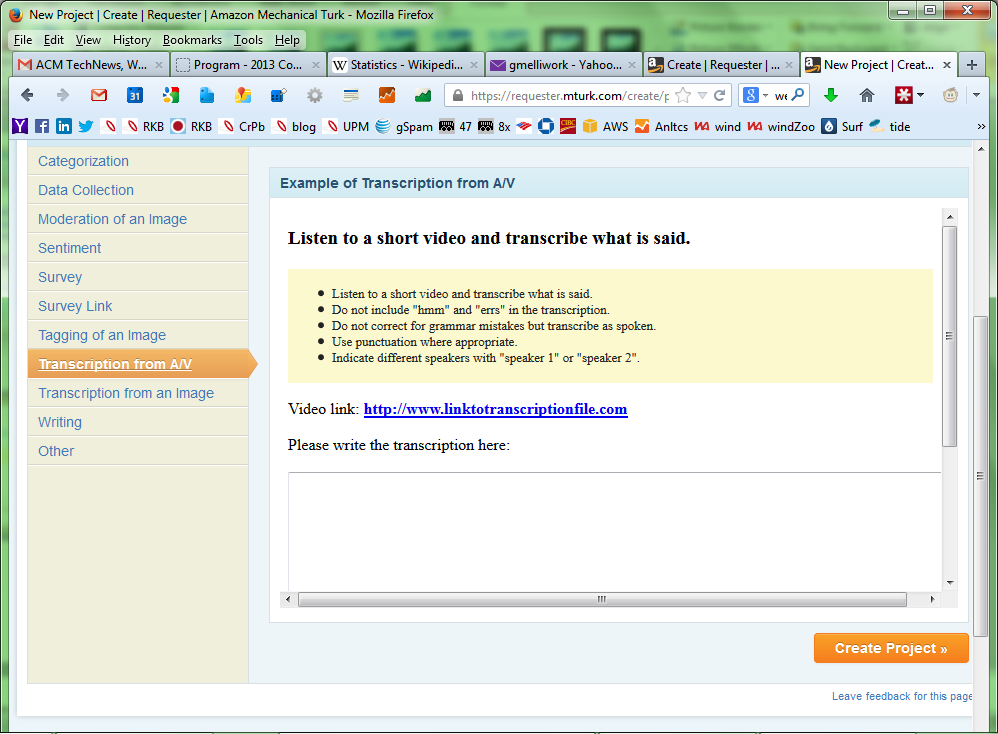 New Project | Create | Requester | Amazon Mechanical Turk - Mozilla Firefox
File Edit View History Bookmarks Tools Help
ACM TechNews, W... Program - 2013 Co... Statistics - Wikipedi... gmelliwork - Yahoo... Create | Requester | ... New Project | Creat...
https://requester.mturk.com/create/p
RKB RKB CrPb blog UPM gSpam 47 8x CIBC AWS Anltcs wind windZoo Surf tide »
Categorization
Data Collection
Moderation of an Image
Sentiment
Survey
Survey Link
Tagging of an Image
Transcription from A/V
Transcription from an Image
Writing
Other
Example of Transcription from A/V
Listen to a short video and transcribe what is said.
Listen to a short video and transcribe what is said.
Do not include "hmm" and "errs" in the transcription.
Do not correct for grammar mistakes but transcribe as spoken.
Use punctuation where appropriate.
Indicate different speakers with "speaker 1" or "speaker 2".
Video link: http://www.linktotranscriptionfile.com
Please write the transcription here:
Create Project »
Leave feedback for this page